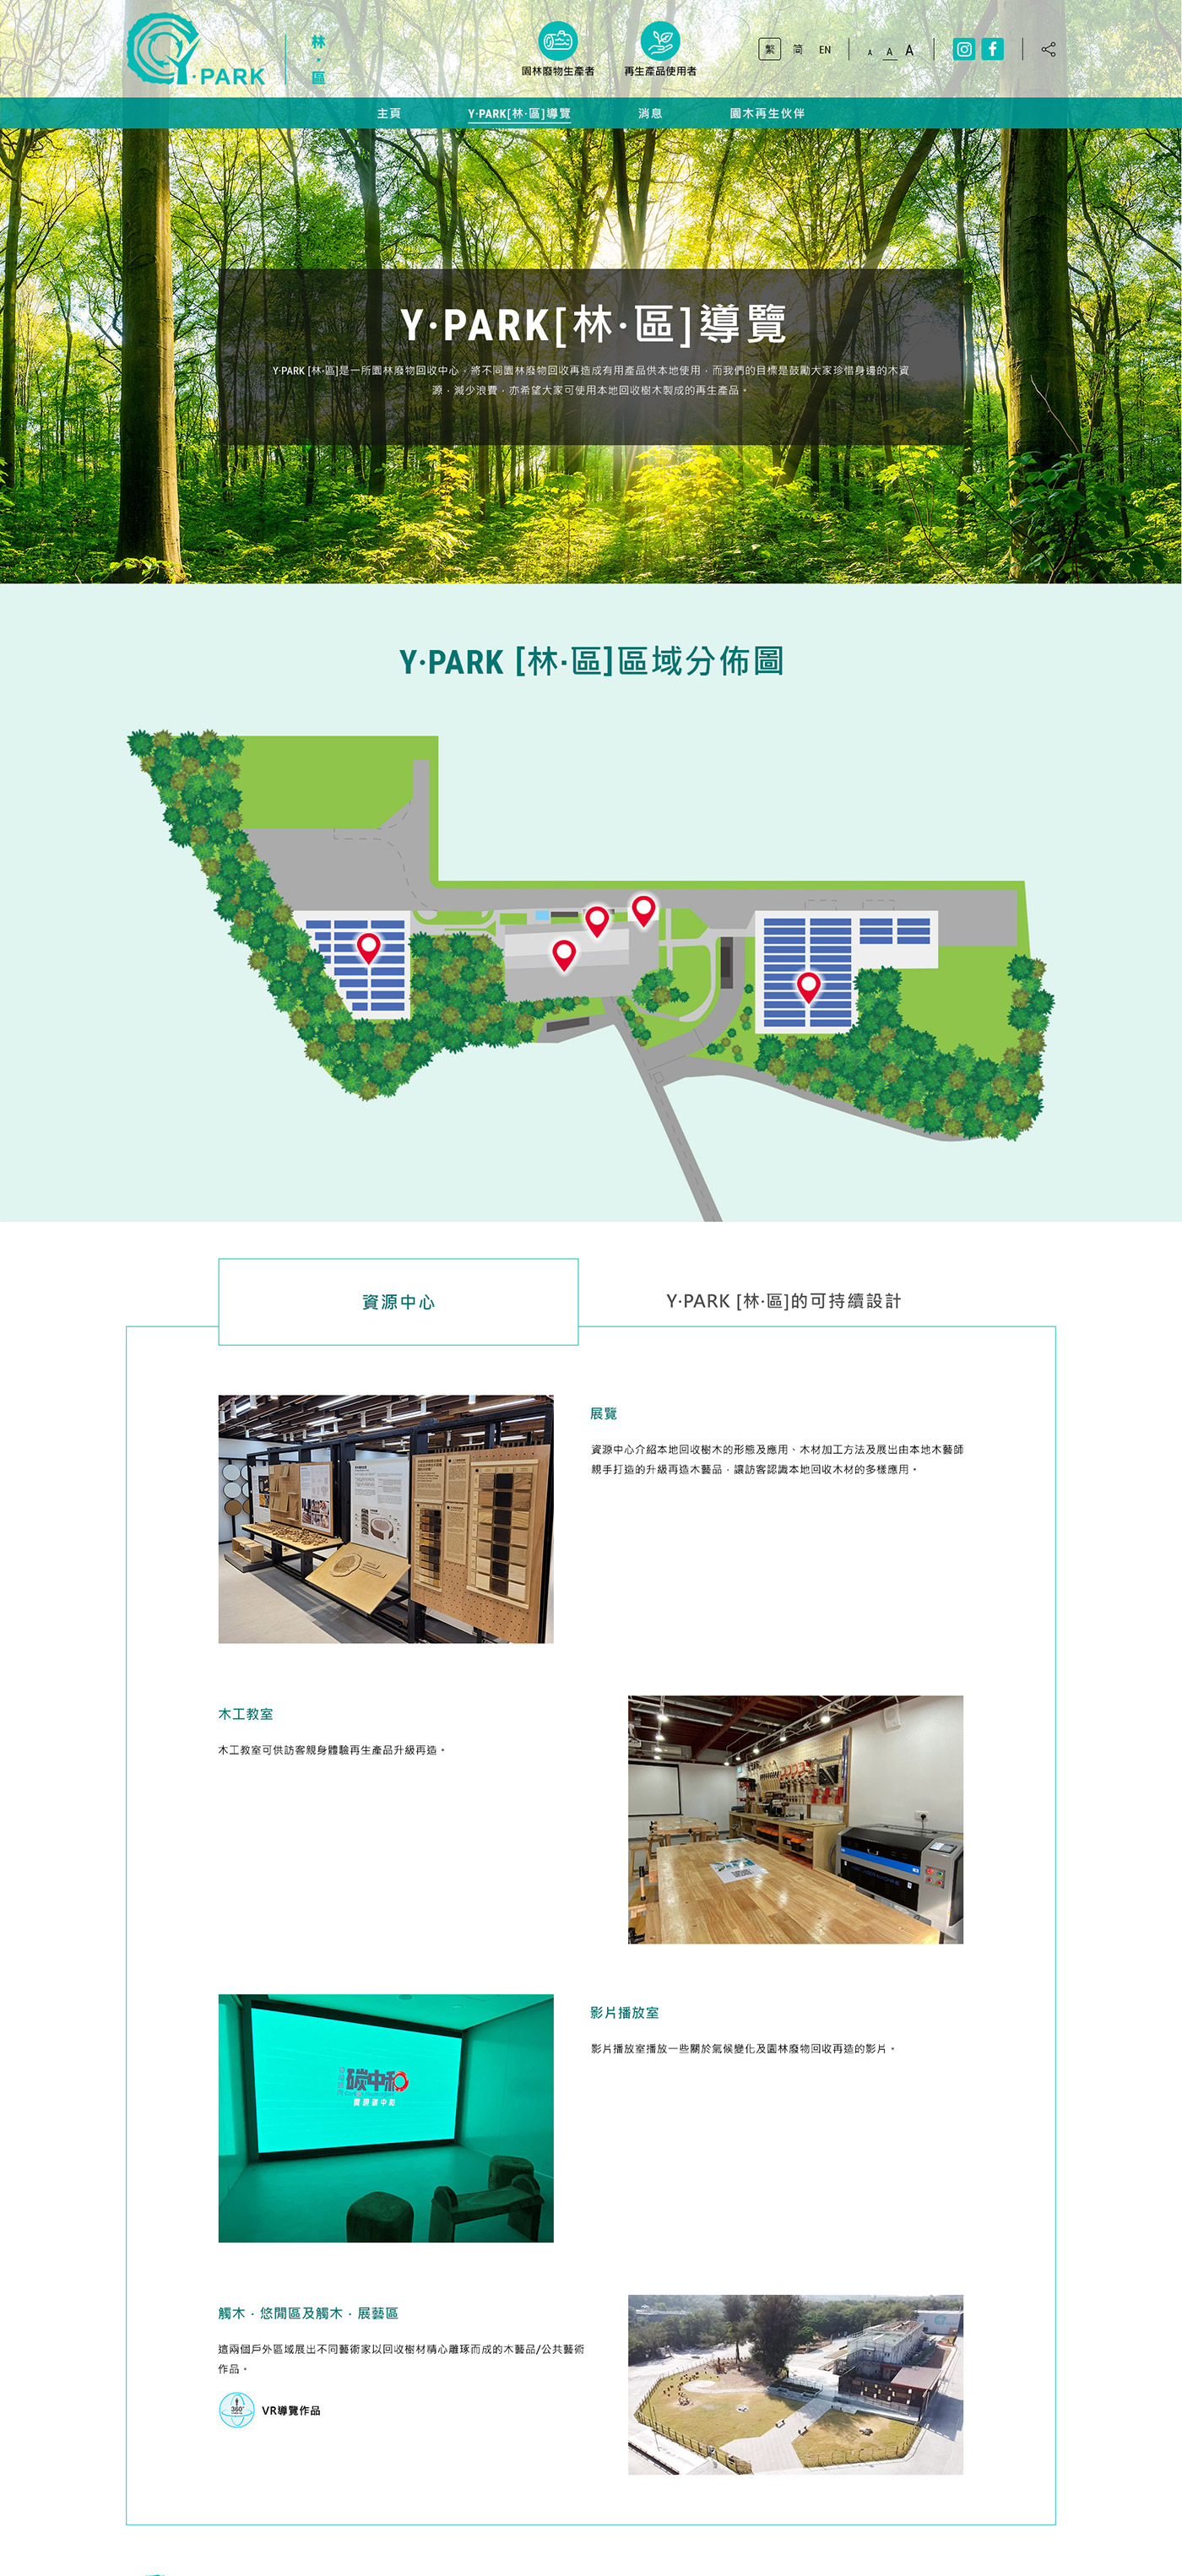 Y·PARK
林·區
園林廢物生產者
再生產品使用者
繁
简
EN
A
A
A
主頁
Y·PARK[林·區]導覽
消息
園木再生伙伴
Y·PARK[林·區]導覽
Y·PARK [林·區]是一所園林廢物回收中心，將不同園林廢物回收再造成有用產品供本地使用，而我們的目標是鼓勵大家珍惜身邊的木資
源，減少浪費，亦希望大家可使用本地回收樹木製成的再生產品。
Y·PARK [林·區]區域分佈圖
資源中心
Y·PARK [林·區]的可持續設計
展覽
資源中心介紹本地回收樹木的形態及應用、木材加工方法及展出由本地木藝師
親手打造的升級再造木藝品，讓訪客認識本地回收木材的多樣應用。
木工教室
木工教室可供訪客親身體驗再生產品升級再造。
影片播放室
影片播放室播放一些關於氣候變化及園林廢物回收再造的影片。
碳中和
觸木．悠閒區及觸木．展藝區
這兩個戶外區域展出不同藝術家以回收樹材精心雕琢而成的木藝品/公共藝術
作品。
360°
VR導覽作品